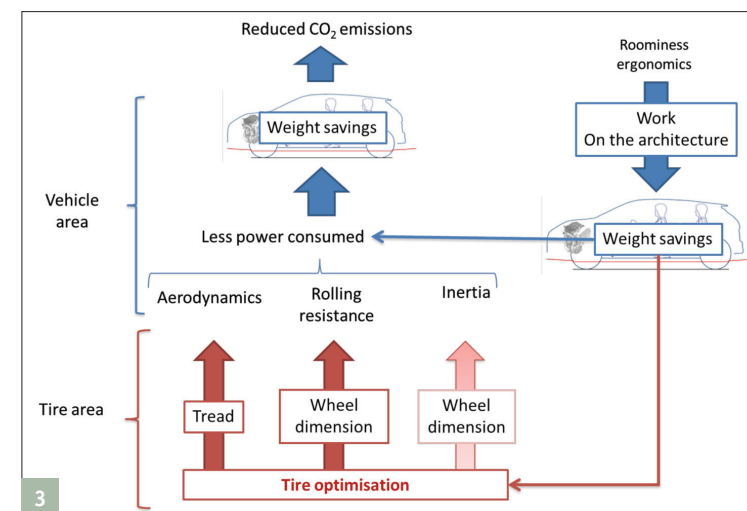 Reduced CO₂ emissions
Roominess
ergonomics
Weight savings
Work
On the architecture
Vehicle
area
Less power consumed
Weight savings
Aerodynamics
Rolling
resistance
Inertia
Tire area
Tread
Wheel
dimension
Wheel
dimension
Tire optimisation
3